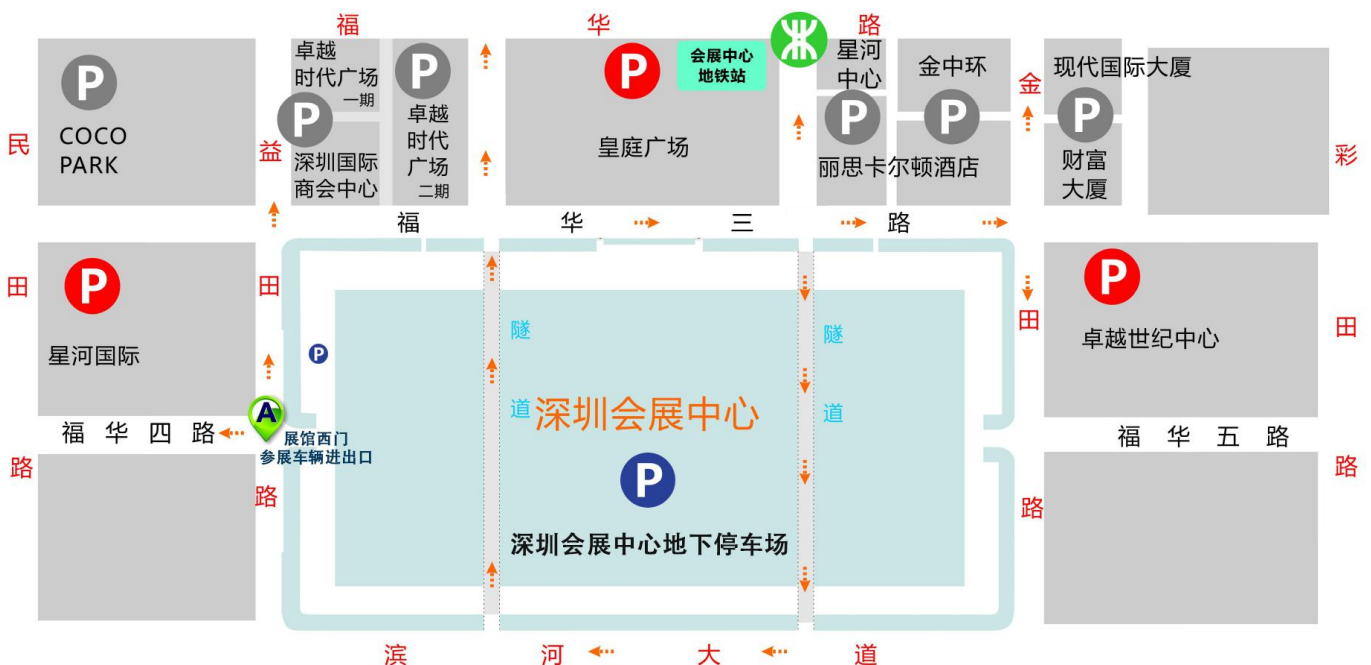 福华路
P
COCO
PARK
卓越
时代广场
一期
P
深圳国际
商会中心
P
卓越
时代
广场
二期
P
会展中心
地铁站
皇庭广场
星河
中心
P
金中环
P
丽思卡尔顿酒店
现代国际大厦
P
财富
大厦
民田路
益田路
金田路
彩田路
福华三路
P
星河国际
P
隧道
隧道
深圳会展中心
P
深圳会展中心地下停车场
P
卓越世纪中心
福华四路
A
展馆西门
参展车辆进出口
福华五路
滨河大道